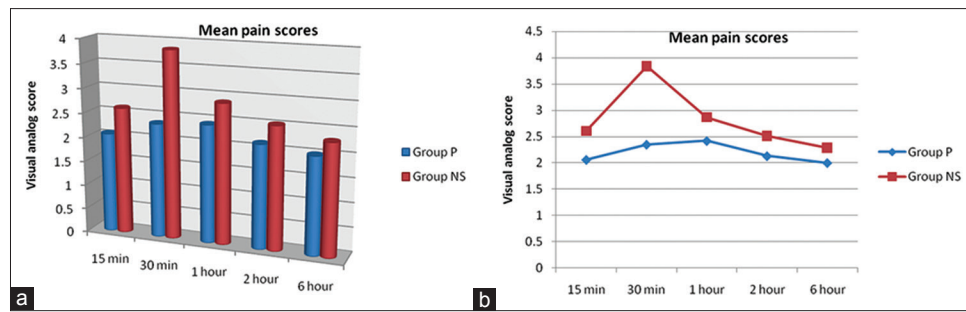 Mean pain scores
Visual analog score
4
3.5
3
2.5
2
1.5
1
0.5
0
15 min 30 min 1 hour 2 hour 6 hour
Group P
Group NS
a
Mean pain scores
Visual analog score
4.5
4
3.5
3
2.5
2
1.5
1
0.5
0
15 min 30 min 1 hour 2 hour 6 hour
Group P
Group NS
b